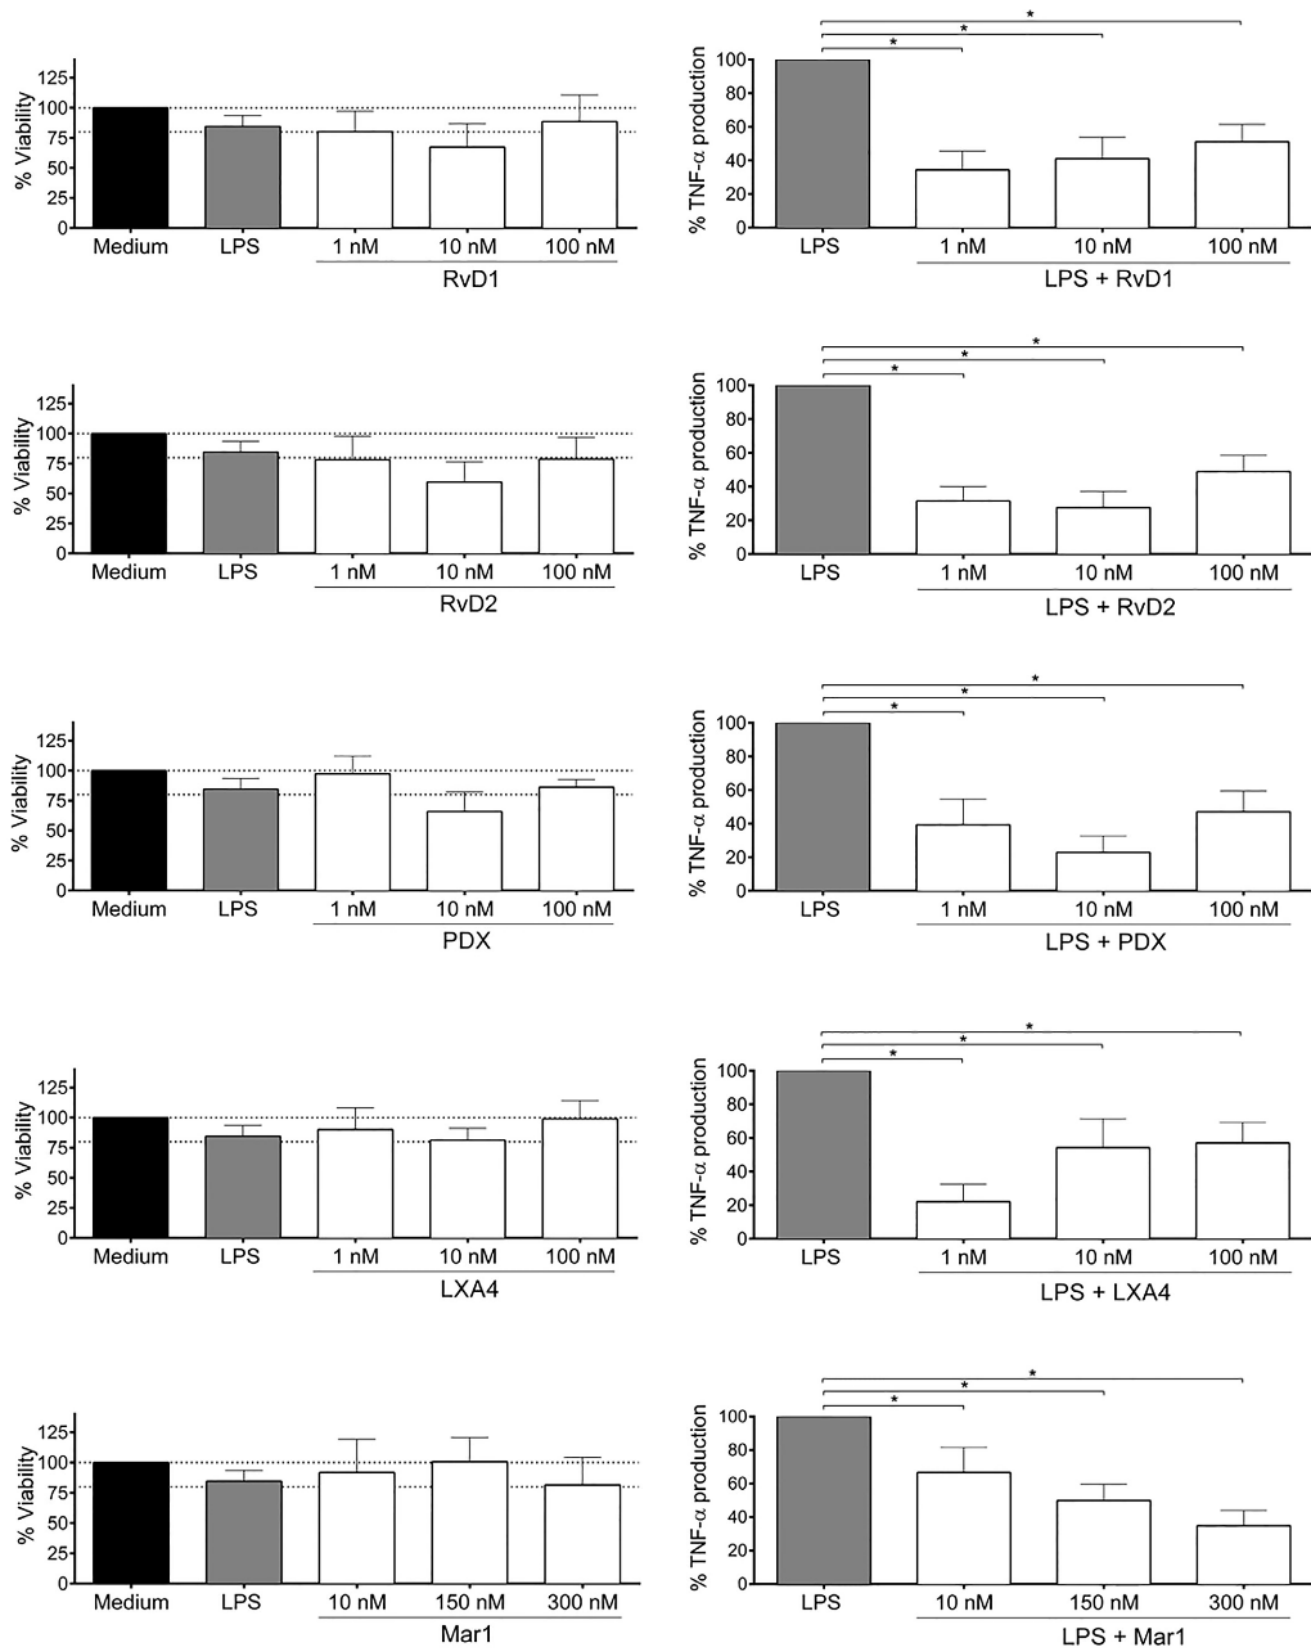 % Viability
125
100
75
50
25
0
Medium LPS 1 nM 10 nM 100 nM
RvD1
* * *
% TNF-α production
100
80
60
40
20
0
LPS 1 nM 10 nM 100 nM
LPS + RvD1
% Viability
125
100
75
50
25
0
Medium LPS 1 nM 10 nM 100 nM
RvD2
* * *
% TNF-α production
100
80
60
40
20
0
LPS 1 nM 10 nM 100 nM
LPS + RvD2
% Viability
125
100
75
50
25
0
Medium LPS 1 nM 10 nM 100 nM
PDX
* * *
% TNF-α production
100
80
60
40
20
0
LPS 1 nM 10 nM 100 nM
LPS + PDX
% Viability
125
100
75
50
25
0
Medium LPS 1 nM 10 nM 100 nM
LXA4
* * *
% TNF-α production
100
80
60
40
20
0
LPS 1 nM 10 nM 100 nM
LPS + LXA4
% Viability
125
100
75
50
25
0
Medium LPS 10 nM 150 nM 300 nM
Mar1
* * *
% TNF-α production
100
80
60
40
20
0
LPS 10 nM 150 nM 300 nM
LPS + Mar1